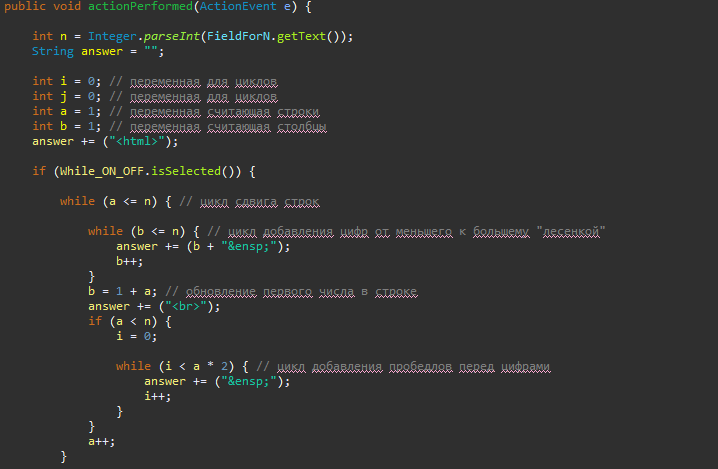 public void actionPerformed(ActionEvent e) {
int n = Integer.parseInt(FieldForN.getText());
String answer = "";
int i = 0; // переменная для циклов
int j = 0; // переменная для циклов
int a = 1; // переменная считающая строки
int b = 1; // переменная считающая столбцы
answer += ("<html>");
if (While_ON_OFF.isSelected()) {
while (a <= n) { // цикл сдвига строк
while (b <= n) { // цикл добавления цифр от меньшего к большему "лесенкой"
answer += (b + "&ensp;");
b++;
}
b = 1 + a; // обновление первого числа в строке
answer += ("<br>");
if (a < n) {
i = 0;
while (i < a * 2) { // цикл добавления пробеллов перед цифрами
answer += ("&ensp;");
i++;
}
}
a++;
}